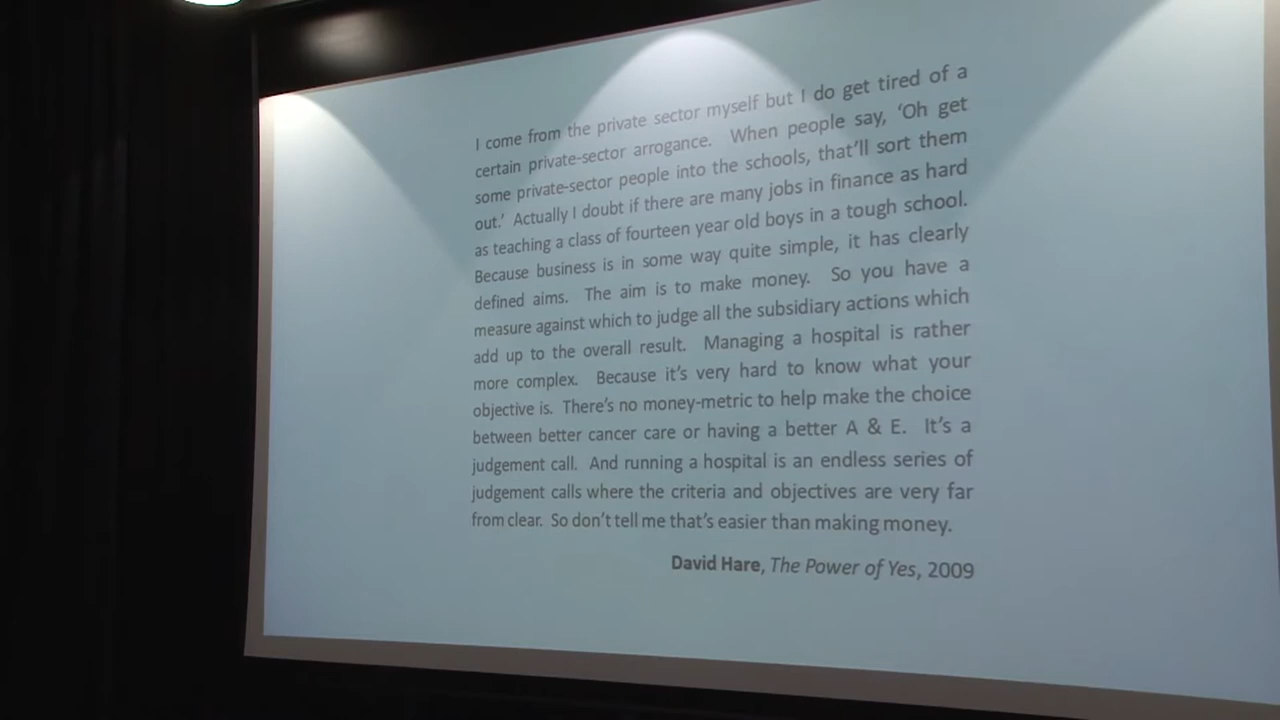 I come from the private sector myself but I do get tired of a
certain private-sector arrogance. When people say, ‘Oh get
some private-sector people into the schools, that’ll sort them
out.’ Actually I doubt if there are many jobs in finance as hard
as teaching a class of fourteen year old boys in a tough school.
Because business is in some way quite simple, it has clearly
defined aims. The aim is to make money. So you have a
measure against which to judge all the subsidiary actions which
add up to the overall result. Managing a hospital is rather
more complex. Because it’s very hard to know what your
objective is. There’s no money-metric to help make the choice
between better cancer care or having a better A & E. It’s a
judgement call. And running a hospital is an endless series of
judgement calls where the criteria and objectives are very far
from clear. So don’t tell me that’s easier than making money.
David Hare, The Power of Yes, 2009